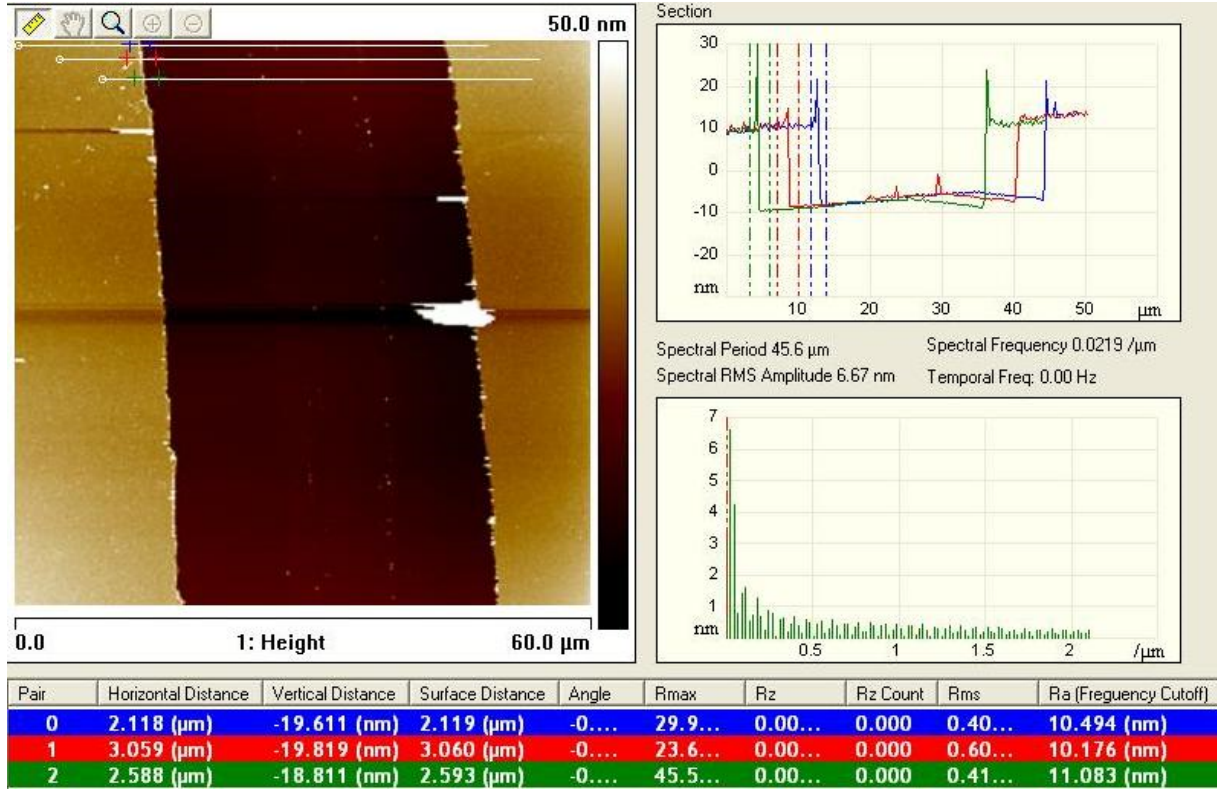 50.0 nm
0.0 1: Height 60.0 µm
Section
30
20
10
0
-10
-20
nm
10 20 30 40 50 µm
Spectral Period 45.6 µm Spectral Frequency 0.0219 /µm
Spectral RMS Amplitude 6.67 nm Temporal Freq: 0.00 Hz
7
6
5
4
3
2
1
nm
0.5 1 1.5 2 /µm
Pair Horizontal Distance Vertical Distance Surface Distance Angle Rmax Rz Rz Count Rms Ra (Freguency Cutoff)
0 2.118 (µm) -19.611 (nm) 2.119 (µm) -0.... 29.9... 0.00... 0.000 0.40... 10.494 (nm)
1 3.059 (µm) -19.819 (nm) 3.060 (µm) -0.... 23.6... 0.00... 0.000 0.60... 10.176 (nm)
2 2.588 (µm) -18.811 (nm) 2.593 (µm) -0.... 45.5... 0.00... 0.000 0.41... 11.083 (nm)